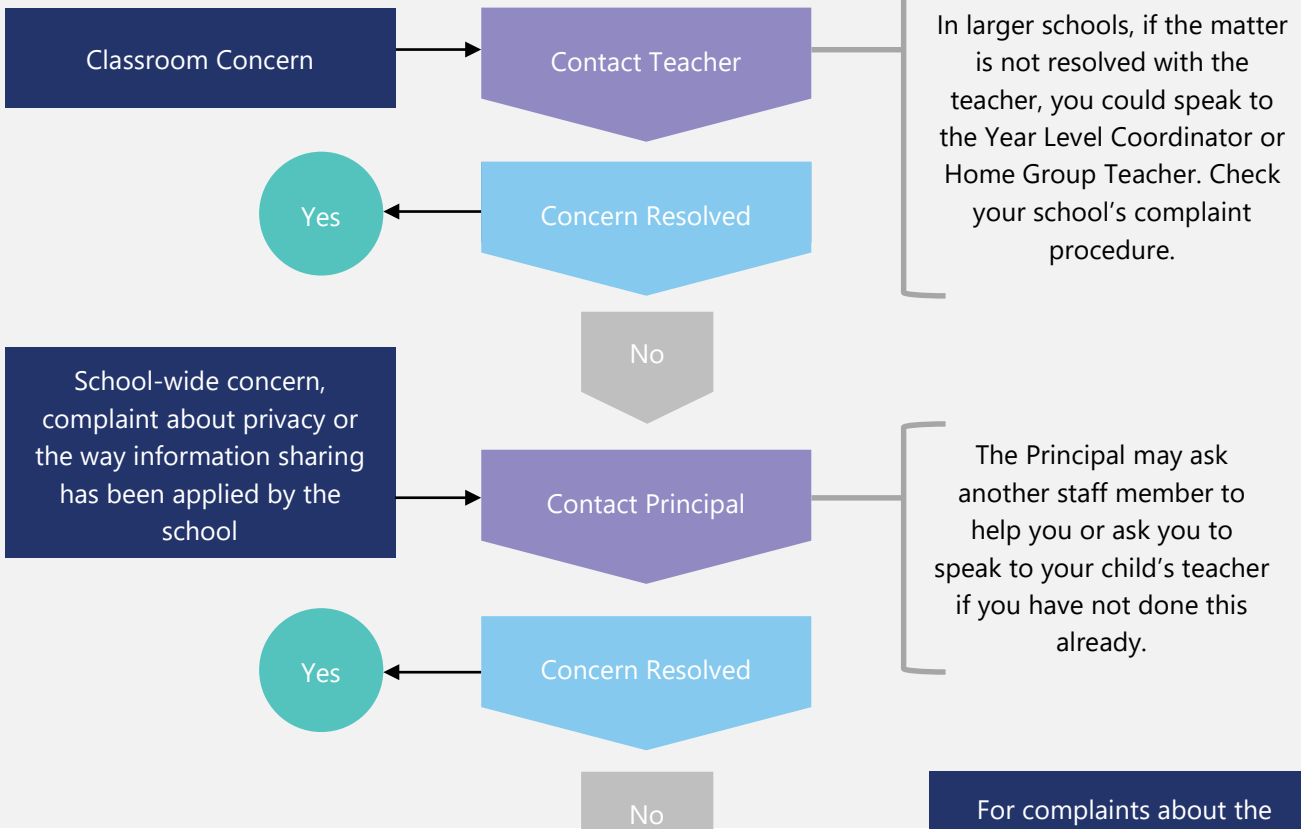 Classroom Concern
Contact Teacher
In larger schools, if the matter
is not resolved with the
teacher, you could speak to
the Year Level Coordinator or
Home Group Teacher. Check
your school’s complaint
procedure.
Yes
Concern Resolved
No
School-wide concern,
complaint about privacy or
the way information sharing
has been applied by the
school
Contact Principal
The Principal may ask
another staff member to
help you or ask you to
speak to your child’s teacher
if you have not done this
already.
Yes
Concern Resolved
No
For complaints about the